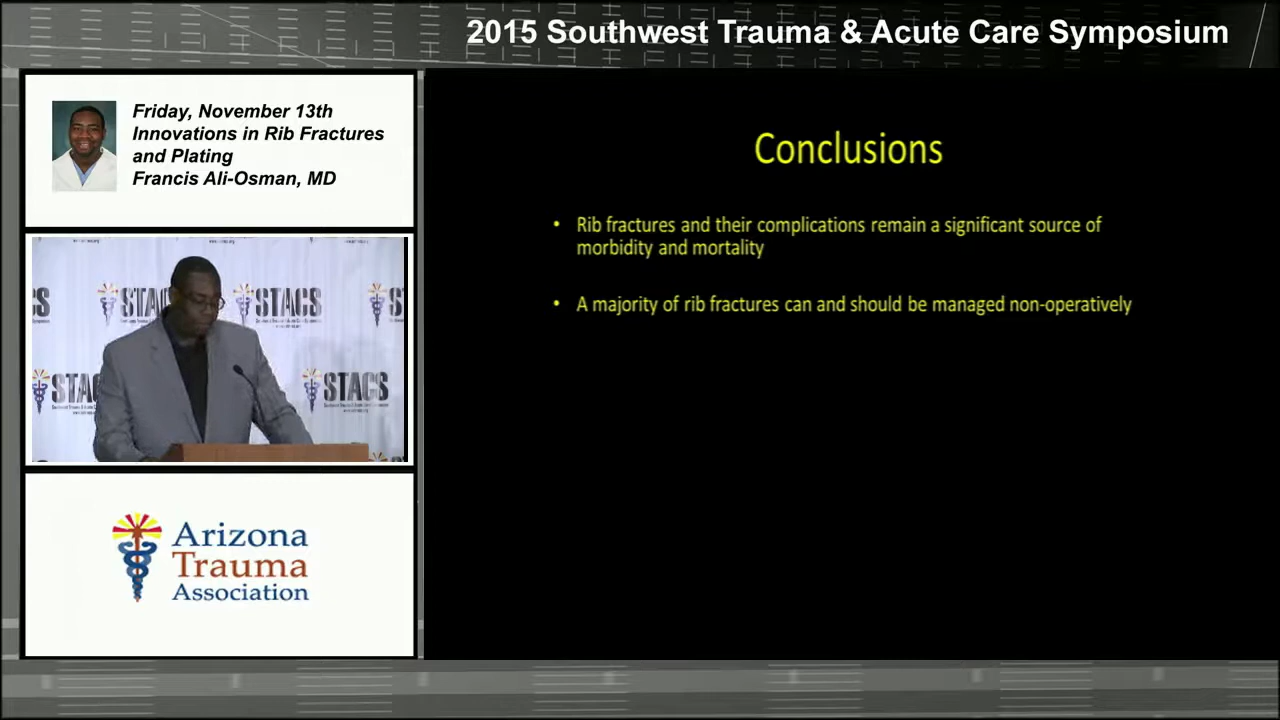 2015 Southwest Trauma & Acute Care Symposium
Friday, November 13th
Innovations in Rib Fractures
and Plating
Francis Ali-Osman, MD
Conclusions
• Rib fractures and their complications remain a significant source of
morbidity and mortality
• A majority of rib fractures can and should be managed non-operatively
STACS
STACS
Arizona
Trauma
Association